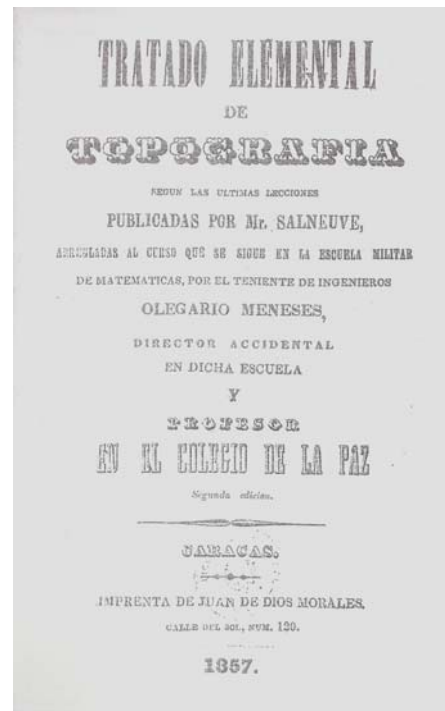 TRATADO ELEMENTAL
DE
TOPOGRAFIA
SEGUN LAS ULTIMAS LECCIONES
PUBLICADAS POR Mr. SALNEUVE,
ARREGLADAS AL CURSO QUE SE SIGUE EN LA ESCUELA MILITAR
DE MATEMATICAS, POR EL TENIENTE DE INGENIEROS
OLEGARIO MENESES,
DIRECTOR ACCIDENTAL
EN DICHA ESCUELA
Y
PROFESOR
EN EL COLEGIO DE LA PAZ
Segunda edicion.
CARACAS.
IMPRENTA DE JUAN DE DIOS MORALES.
CALLE DEL SOL, NUM. 120.
1857.